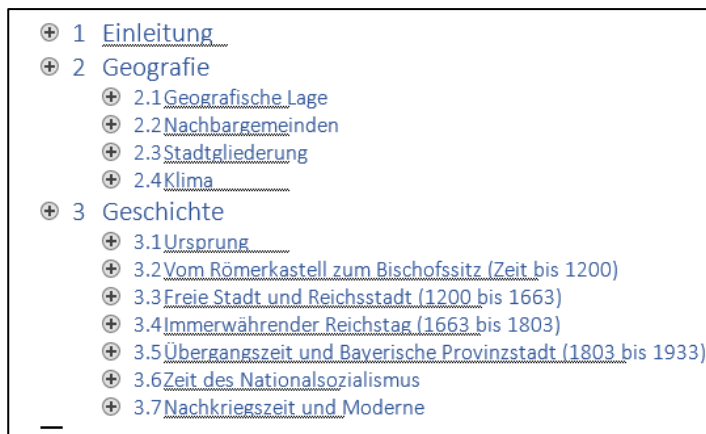 1 Einleitung
2 Geografie
2.1 Geografische Lage
2.2 Nachbargemeinden
2.3 Stadtgliederung
2.4 Klima
3 Geschichte
3.1 Ursprung
3.2 Vom Römerkastell zum Bischofssitz (Zeit bis 1200)
3.3 Freie Stadt und Reichsstadt (1200 bis 1663)
3.4 Immerwährender Reichstag (1663 bis 1803)
3.5 Übergangszeit und Bayerische Provinzstadt (1803 bis 1933)
3.6 Zeit des Nationalsozialismus
3.7 Nachkriegszeit und Moderne